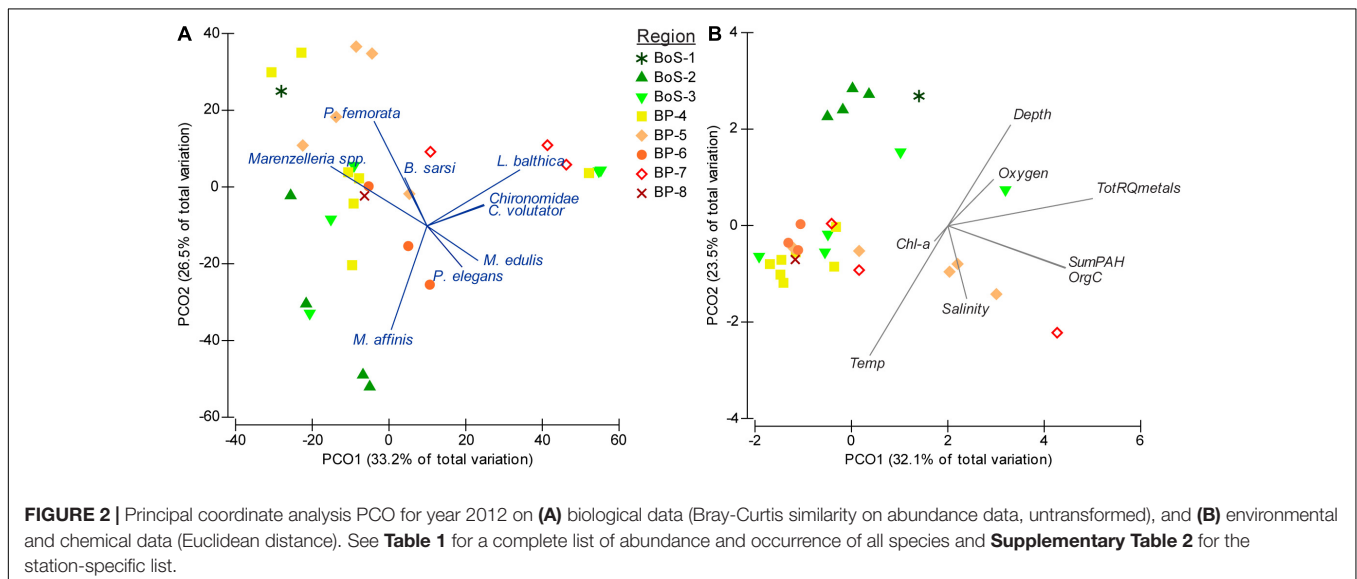 A
B
Region
BoS-1
BoS-2
BoS-3
BP-4
BP-5
BP-6
BP-7
BP-8
40
20
0
-20
-40
-60
PCO2 (26.5% of total variation)
-40
-20
0
20
40
60
PCO1 (33.2% of total variation)
P. femorata
Marenzelleria spp.
B. sarsi
L. balthica
Chironomidae
C. volutator
M. edulis
P. elegans
M. affinis
4
2
0
-2
-4
PCO2 (23.5% of total variation)
-2
0
2
4
6
PCO1 (32.1% of total variation)
Depth
Oxygen
TotRQmetals
Chl-a
SumPAH
OrgC
Salinity
Temp
FIGURE 2 | Principal coordinate analysis PCO for year 2012 on (A) biological data (Bray-Curtis similarity on abundance data, untransformed), and (B) environmental
and chemical data (Euclidean distance). See Table 1 for a complete list of abundance and occurrence of all species and Supplementary Table 2 for the
station-specific list.